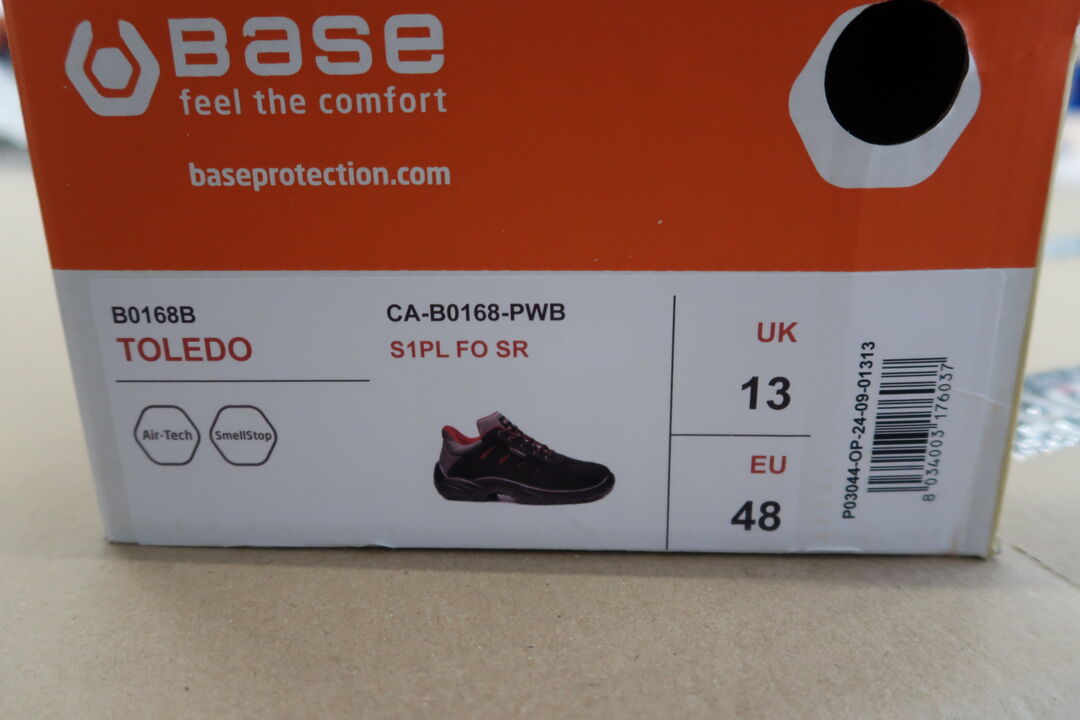 Base
feel the comfort
baseprotection.com
B0168B
TOLEDO
CA-B0168-PWB
S1PL FO SR
Air-Tech
SmellStop
UK
13
EU
48
P03044-OP-24-09-01313
8 034003 176037